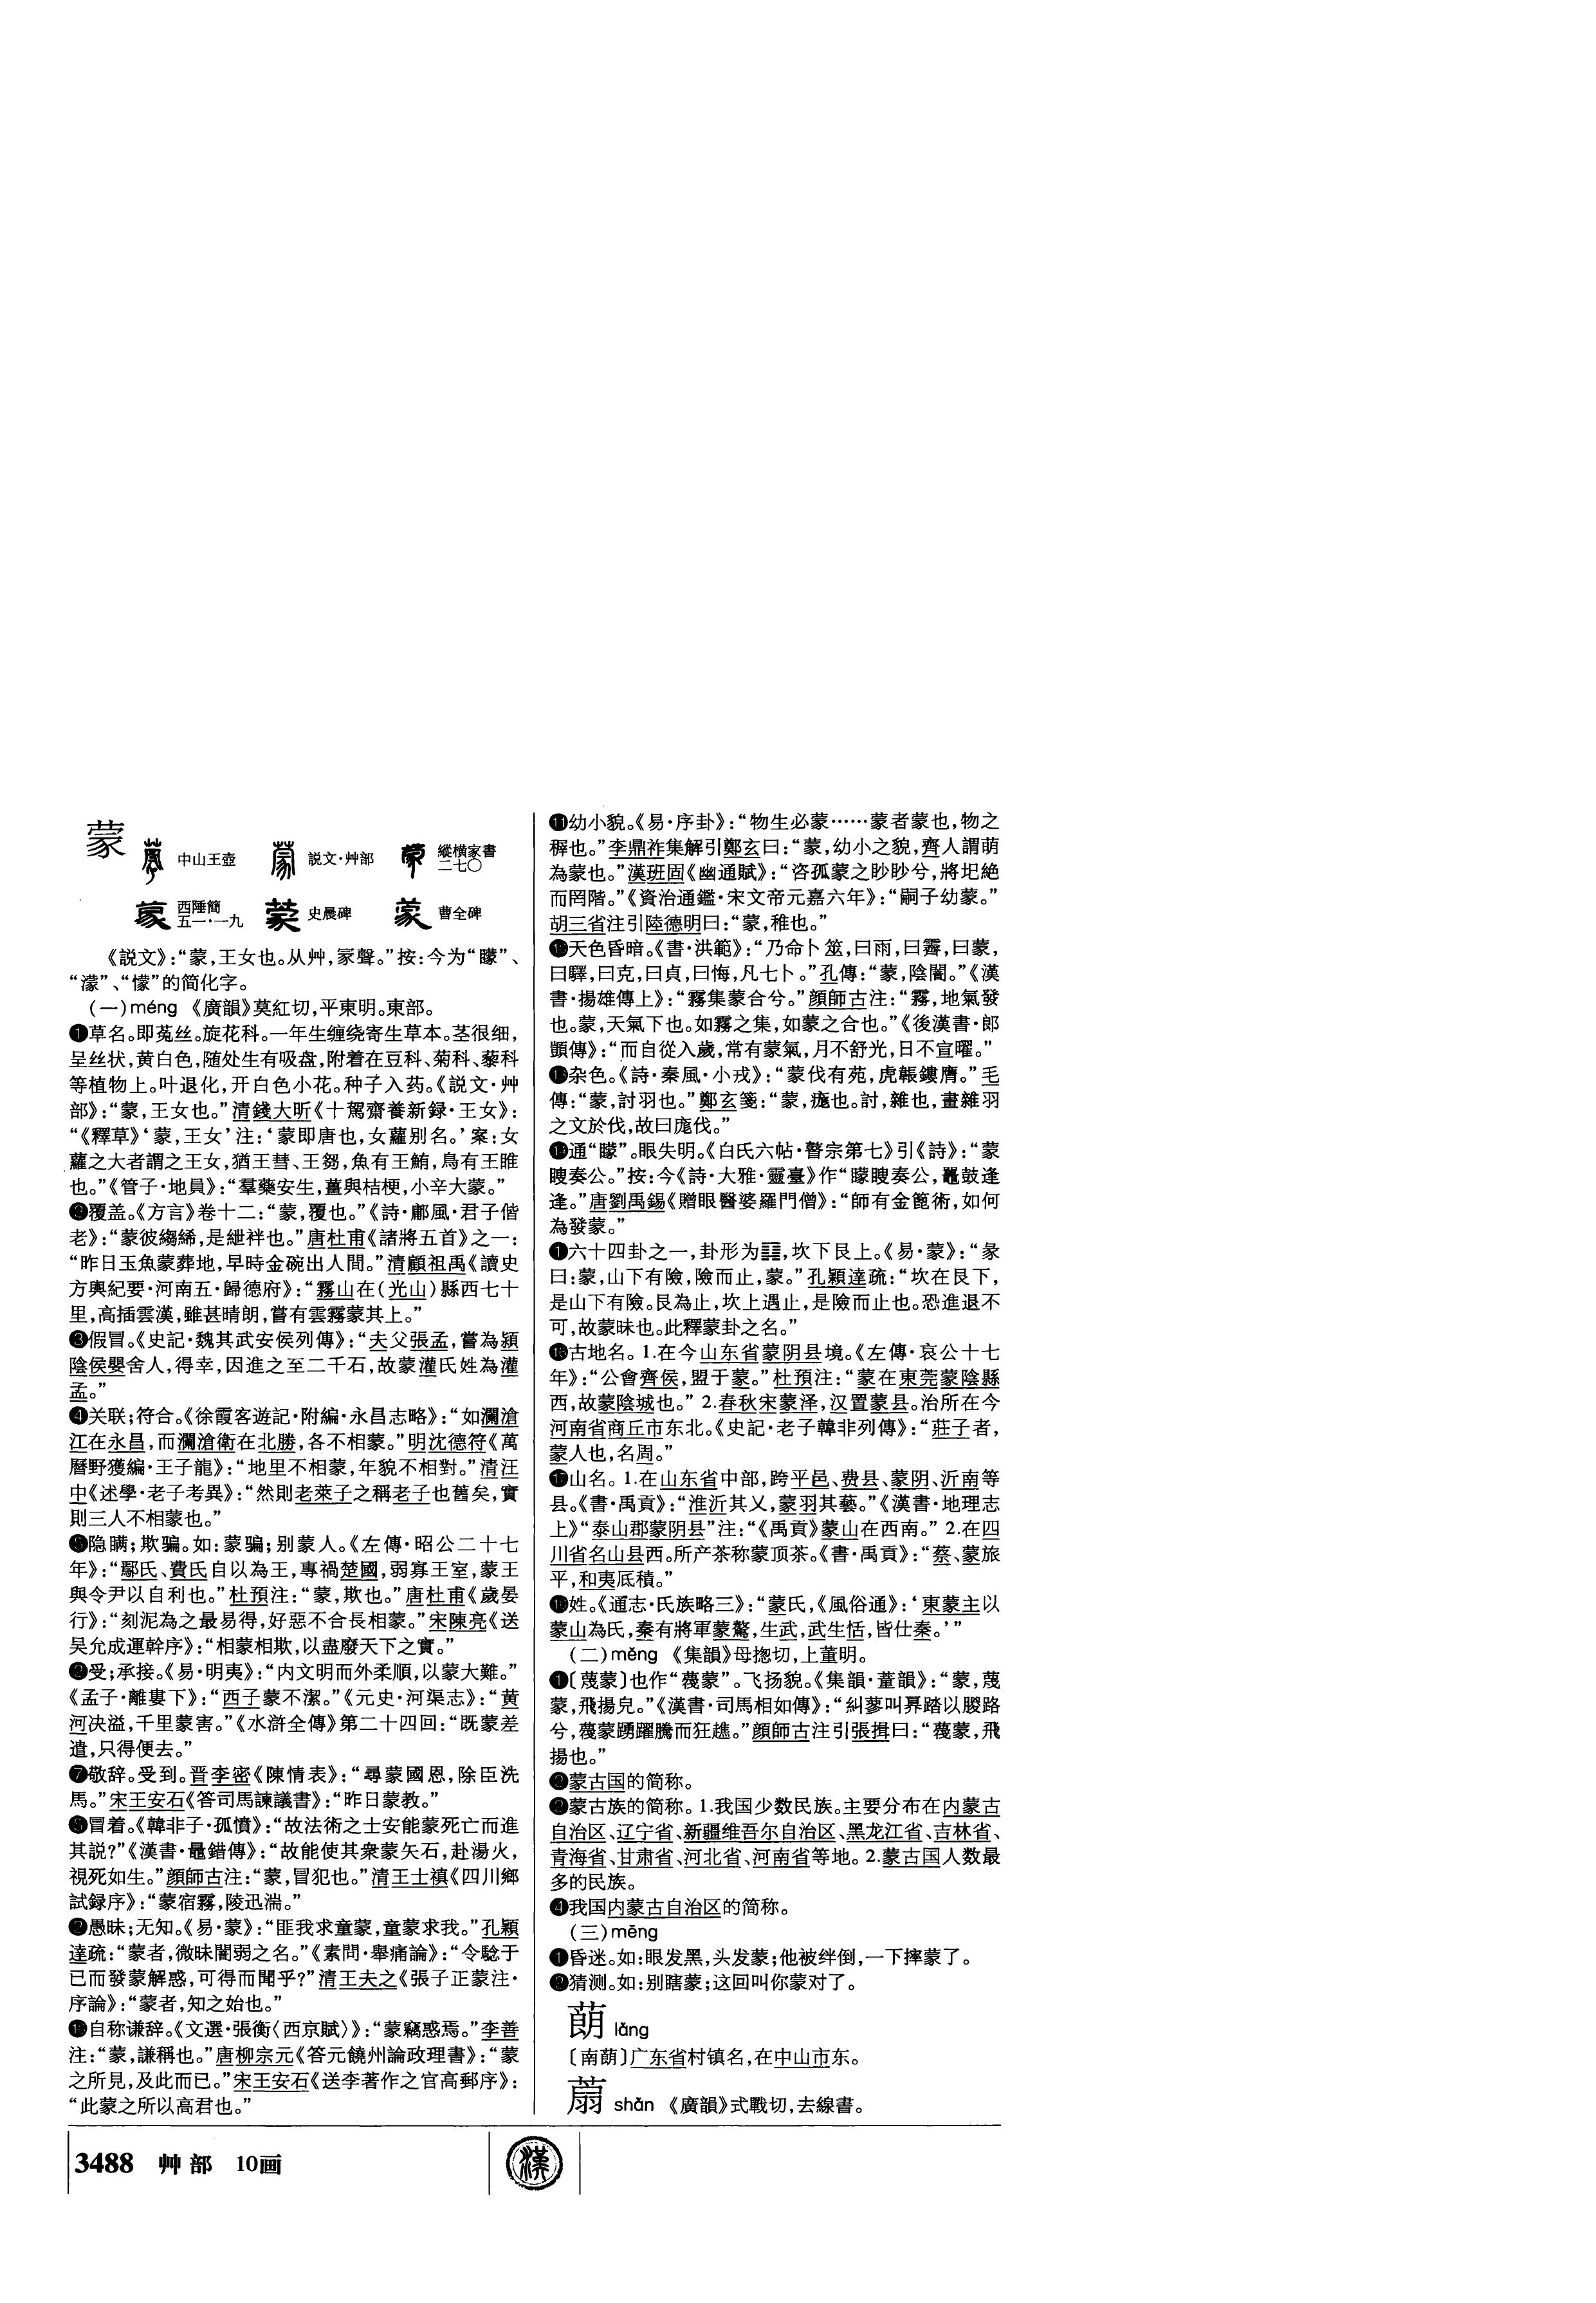 蒙
中山王壺
説文·艸部
縱横家書
二七〇
西陲簡
五一·一九
史晨碑
曹全碑
《説文》：“蒙，王女也。从艸，冡聲。”按：今为“矇”、
“濛”、“懞”的简化字。
(一) méng 《廣韻》莫紅切，平東明。東部。
❶草名。即菟丝。旋花科。一年生缠绕寄生草本。茎很细，
呈丝状，黄白色，随处生有吸盘，附着在豆科、菊科、藜科
等植物上。叶退化，开白色小花。种子入药。《説文·艸
部》：“蒙，王女也。”清錢大昕《十駕齋養新録·王女》：
“《釋草》‘蒙，王女’注：‘蒙即唐也，女蘿别名。’案：女
蘿之大者謂之王女，猶王彗、王芻，魚有王鮪，鳥有王雎
也。”《管子·地員》：“羣藥安生，薑與桔梗，小辛大蒙。”
❷覆盖。《方言》卷十二：“蒙，覆也。”《詩·鄘風·君子偕
老》：“蒙彼縐絺，是紲袢也。”唐杜甫《諸將五首》之一：
“昨日玉魚蒙葬地，早時金碗出人間。”清顧祖禹《讀史
方輿紀要·河南五·歸德府》：“霧山在(光山)縣西七十
里，高插雲漢，雖甚晴朗，嘗有雲霧蒙其上。”
❸假冒。《史記·魏其武安侯列傳》：“夫父張孟，嘗為潁
陰侯嬰舍人，得幸，因進之至二千石，故蒙灌氏姓為灌
孟。”
❹关联；符合。《徐霞客遊記·附編·永昌志略》：“如瀾滄
江在永昌，而瀾滄衛在北勝，各不相蒙。”明沈德符《萬
曆野獲編·王子龍》：“地里不相蒙，年貌不相對。”清汪
中《述學·老子考異》：“然則老萊子之稱老子也舊矣，實
則三人不相蒙也。”
❺隐瞒；欺骗。如：蒙骗；别蒙人。《左傳·昭公二十七
年》：“鄢氏、費氏自以為王，專禍楚國，弱寡王室，蒙王
與令尹以自利也。”杜預注：“蒙，欺也。”唐杜甫《歲晏
行》：“刻泥為之最易得，好惡不合長相蒙。”宋陳亮《送
吴允成運幹序》：“相蒙相欺，以盡廢天下之實。”
受；承接。《易·明夷》：“内文明而外柔順，以蒙大難。”
《孟子·離婁下》：“西子蒙不潔。”《元史·河渠志》：“黄
河决溢，千里蒙害。”《水滸全傳》第二十四回：“既蒙差
遣，只得便去。”
❼敬辞。受到。晋李密《陳情表》：“尋蒙國恩，除臣洗
馬。”宋王安石《答司馬諫議書》：“昨日蒙教。”
冒着。《韓非子·孤憤》：“故法術之士安能蒙死亡而進
其説?”《漢書·鼂錯傳》：“故能使其衆蒙矢石，赴湯火，
視死如生。”顔師古注：“蒙，冒犯也。”清王士禛《四川鄉
試録序》：“蒙宿霧，陵迅湍。”
愚昧；无知。《易·蒙》：“匪我求童蒙，童蒙求我。”孔穎
達疏：“蒙者，微昧闇弱之名。”《素問·舉痛論》：“令驗于
已而發蒙解惑，可得而聞乎?”清王夫之《張子正蒙注·
序論》：“蒙者，知之始也。”
自称谦辞。《文選·張衡〈西京賦〉》：“蒙竊惑焉。”李善
注：“蒙，謙稱也。”唐柳宗元《答元饒州論政理書》：“蒙
之所見，及此而已。”宋王安石《送李著作之官高郵序》：
“此蒙之所以高君也。”
⓫幼小貌。《易·序卦》：“物生必蒙……蒙者蒙也，物之
穉也。”李鼎祚集解引鄭玄曰：“蒙，幼小之貌，齊人謂萌
為蒙也。”漢班固《幽通賦》：“咨孤蒙之眇眇兮，將圮絶
而罔階。”《資治通鑑·宋文帝元嘉六年》：“嗣子幼蒙。”
胡三省注引陸德明曰：“蒙，稚也。”
天色昏暗。《書·洪範》：“乃命卜筮，曰雨，曰霽，曰蒙，
曰驛，曰克，曰貞，曰悔，凡七卜。”孔傳：“蒙，陰闇。”《漢
書·揚雄傳上》：“霧集蒙合兮。”顔師古注：“霧，地氣發
也。蒙，天氣下也。如霧之集，如蒙之合也。”《後漢書·郎
顗傳》：“而自從入歲，常有蒙氣，月不舒光，日不宣曜。”
杂色。《詩·秦風·小戎》：“蒙伐有苑，虎韔鏤膺。”毛
傳：“蒙，討羽也。”鄭玄箋：“蒙，尨也。討，雜也，畫雜羽
之文於伐，故曰尨伐。”
通“矇”。眼失明。《白氏六帖·瞽宗第七》引《詩》：“蒙
瞍奏公。”按：今《詩·大雅·靈臺》作“矇瞍奏公，鼉鼓逢
逢。”唐劉禹錫《贈眼醫婆羅門僧》：“師有金篦術，如何
為發蒙。”
六十四卦之一，卦形为䷃，坎下艮上。《易·蒙》：“彖
曰：蒙，山下有險，險而止，蒙。”孔穎達疏：“坎在艮下，
是山下有險。艮為止，坎上遇止，是險而止也。恐進退不
可，故蒙昧也。此釋蒙卦之名。”
⓰古地名。1.在今山东省蒙阴县境。《左傳·哀公十七
年》：“公會齊侯，盟于蒙。”杜預注：“蒙在東莞蒙陰縣
西，故蒙陰城也。” 2.春秋宋蒙泽，汉置蒙县。治所在今
河南省商丘市东北。《史記·老子韓非列傳》：“莊子者，
蒙人也，名周。”
⓱山名。1.在山东省中部，跨平邑、费县、蒙阴、沂南等
县。《書·禹貢》：“淮沂其乂，蒙羽其藝。”《漢書·地理志
上》“泰山郡蒙阴县”注：“《禹貢》蒙山在西南。” 2.在四
川省名山县西。所产茶称蒙顶茶。《書·禹貢》：“蔡、蒙旅
平，和夷厎積。”
姓。《通志·氏族略三》：“蒙氏，《風俗通》：‘東蒙主以
蒙山為氏，秦有將軍蒙驁，生武，武生恬，皆仕秦。’”
(二) měng 《集韻》母揔切，上董明。
❶〔蔑蒙〕也作“薎蒙”。飞扬貌。《集韻·董韻》：“蒙，蔑
蒙，飛揚皃。”《漢書·司馬相如傳》：“糾蓼叫奡踏以朡路
兮，薎蒙踴躍騰而狂趭。”顔師古注引張揖曰：“薎蒙，飛
揚也。”
❷蒙古国的简称。
蒙古族的简称。1.我国少数民族。主要分布在内蒙古
自治区、辽宁省、新疆维吾尔自治区、黑龙江省、吉林省、
青海省、甘肃省、河北省、河南省等地。2.蒙古国人数最
多的民族。
❹我国内蒙古自治区的简称。
(三) mēng
❶昏迷。如：眼发黑，头发蒙；他被绊倒，一下摔蒙了。
❷猜测。如：别瞎蒙；这回叫你蒙对了。
蓢 lǎng
〔南蓢〕广东省村镇名，在中山市东。
蔏 shǎn 《廣韻》式戰切，去線書。
3488 艸部 10画
漢